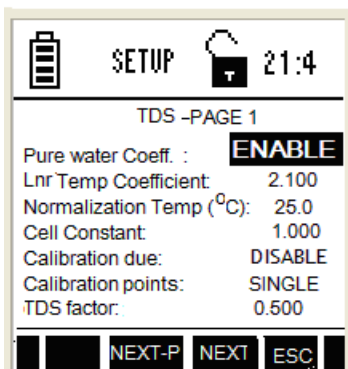 SETUP 21:4
TDS –PAGE 1
Pure water Coeff. : ENABLE
Lnr Temp Coefficient: 2.100
Normalization Temp (⁰C): 25.0
Cell Constant: 1.000
Calibration due: DISABLE
Calibration points: SINGLE
TDS factor: 0.500
NEXT-P NEXT ESC